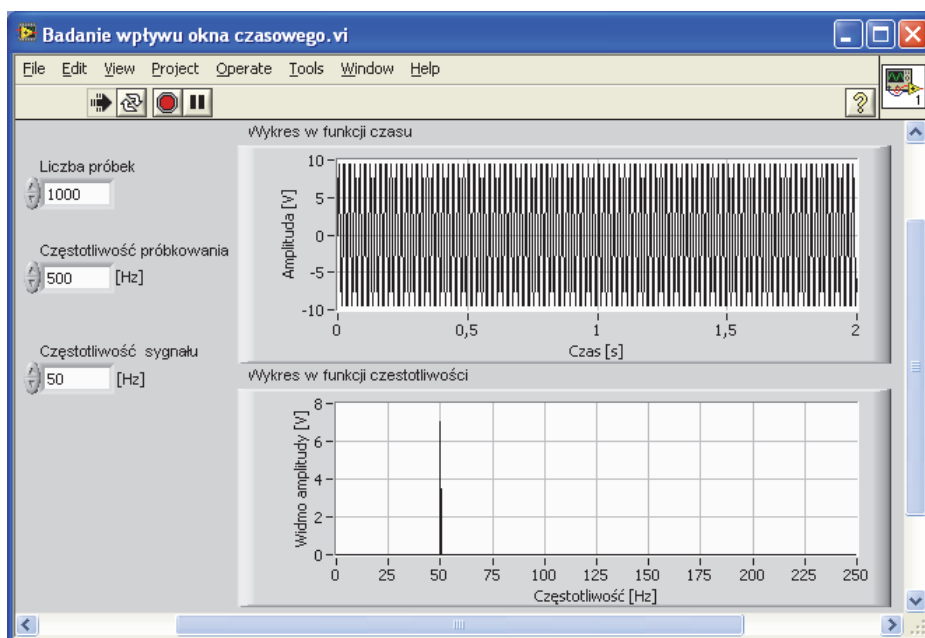 Badanie wpływu okna czasowego.vi
File Edit View Project Operate Tools Window Help
1
Wykres w funkcji czasu
Liczba próbek
1000
Częstotliwość próbkowania
500 [Hz]
Częstotliwość sygnału
50 [Hz]
Amplituda [V]
10
5
0
-5
-10
0 0,5 1 1,5 2
Czas [s]
Wykres w funkcji czestotliwości
Widmo amplitudy [V]
8
6
4
2
0
0 25 50 75 100 125 150 175 200 225 250
Częstotliwość [Hz]